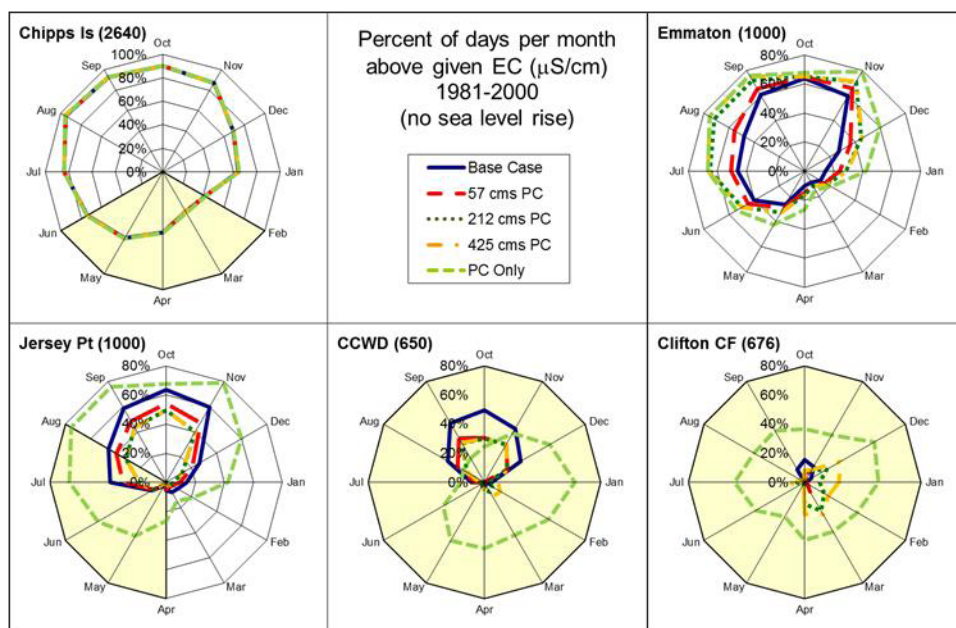 Chipps Is (2640)
Oct
Nov
Dec
Jan
Feb
Mar
Apr
May
Jun
Jul
Aug
Sep
100%
80%
60%
40%
20%
0%
Percent of days per month
above given EC (µS/cm)
1981-2000
(no sea level rise)
Base Case
57 cms PC
212 cms PC
425 cms PC
PC Only
Emmaton (1000)
Oct
Nov
Dec
Jan
Feb
Mar
Apr
May
Jun
Jul
Aug
Sep
80%
60%
40%
20%
0%
Jersey Pt (1000)
Oct
Nov
Dec
Jan
Feb
Mar
Apr
May
Jun
Jul
Aug
Sep
80%
60%
40%
20%
0%
CCWD (650)
Oct
Nov
Dec
Jan
Feb
Mar
Apr
May
Jun
Jul
Aug
Sep
80%
60%
40%
20%
0%
Clifton CF (676)
Oct
Nov
Dec
Jan
Feb
Mar
Apr
May
Jun
Jul
Aug
Sep
80%
60%
40%
20%
0%